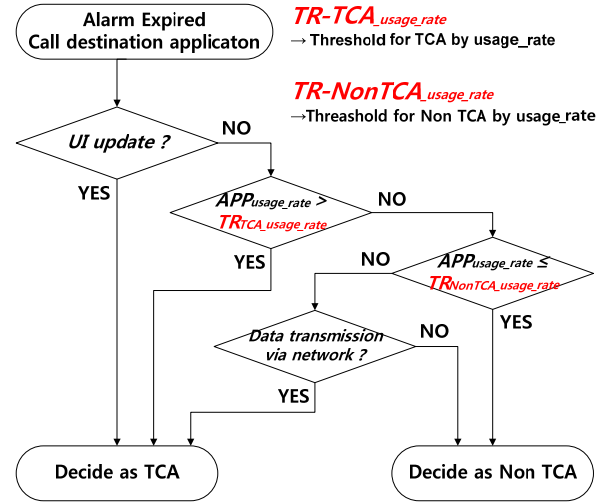 Alarm Expired
Call destination applicaton
TR-TCA_usage_rate
→ Threshold for TCA by usage_rate
TR-NonTCA_usage_rate
→Threashold for Non TCA by usage_rate
UI update ?
NO
YES
APPusage_rate >
TRTCA_usage_rate
NO
YES
APPusage_rate ≤
TRNonTCA_usage_rate
NO
YES
Data transmission
via network ?
NO
YES
Decide as TCA
Decide as Non TCA